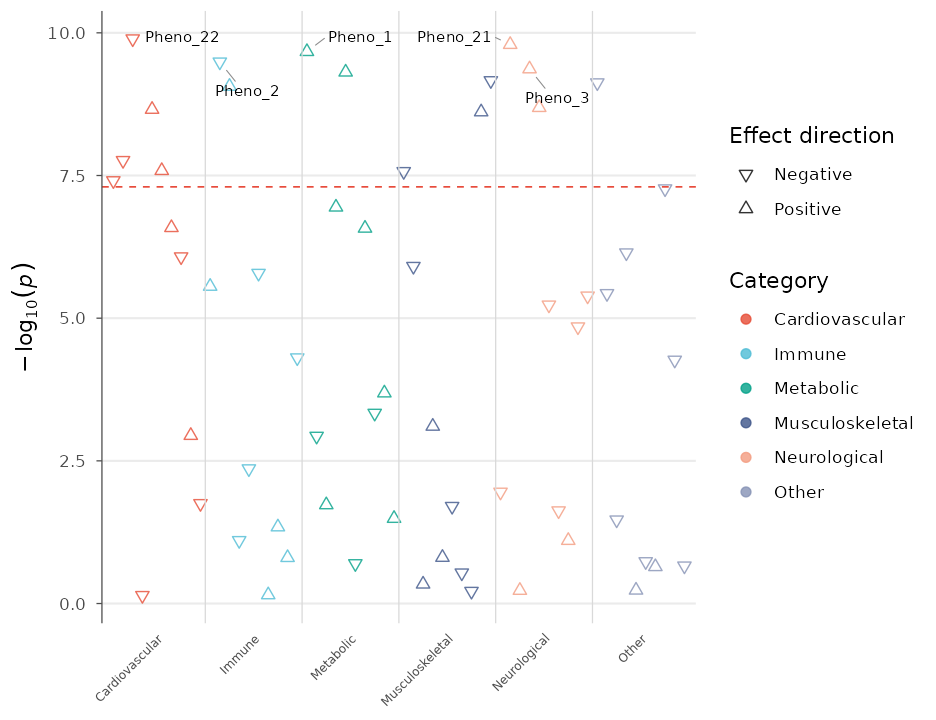 10.0
7.5
5.0
2.5
0.0
−log10(p)
Pheno_22
Pheno_1
Pheno_21
Pheno_2
Pheno_3
Cardiovascular
Immune
Metabolic
Musculoskeletal
Neurological
Other
Effect direction
Negative
Positive
Category
Cardiovascular
Immune
Metabolic
Musculoskeletal
Neurological
Other